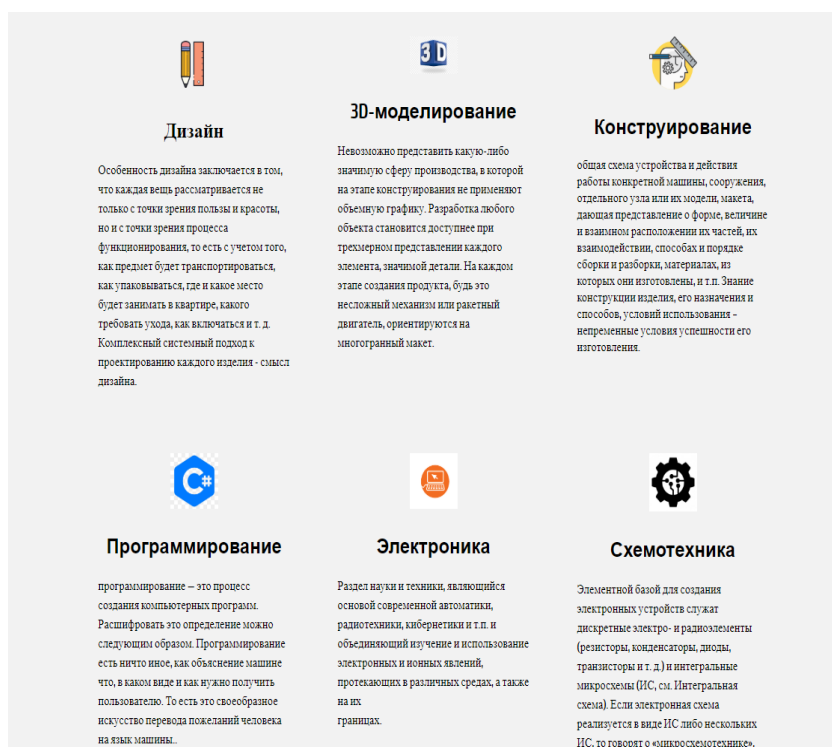 3D
Дизайн
Особенность дизайна заключается в том,
что каждая вещь рассматривается не
только с точки зрения пользы и красоты,
но и с точки зрения процесса
функционирования, то есть с учетом того,
как предмет будет транспортироваться,
как упаковываться, где и какое место
будет занимать в квартире, какого
требовать ухода, как включаться и т. д.
Комплексный системный подход к
проектированию каждого изделия - смысл
дизайна.
3D-моделирование
Невозможно представить какую-либо
значимую сферу производства, в которой
на этапе конструирования не применяют
объемную графику. Разработка любого
объекта становится доступнее при
трехмерном представлении каждого
элемента, значимой детали. На каждом
этапе создания продукта, будь это
несложный механизм или ракетный
двигатель, ориентируются на
многогранный макет.
Конструирование
общая схема устройства и действия
работы конкретной машины, сооружения,
отдельного узла или их модели, макета,
дающая представление о форме, величине
и взаимном расположении их частей, их
взаимодействии, способах и порядке
сборки и разборки, материалах, из
которых они изготовлены, и т.п. Знание
конструкции изделия, его назначения и
способов, условий использования –
непременные условия успешности его
изготовления.
C#
Программирование
программирование – это процесс
создания компьютерных программ.
Расшифровать это определение можно
следующим образом. Программирование
есть ничто иное, как объяснение машине
что, в каком виде и как нужно получить
пользователю. То есть это своеобразное
искусство перевода пожеланий человека
на язык машины..
Электроника
Раздел науки и техники, являющийся
основой современной автоматики,
радиотехники, кибернетики и т.п. и
объединяющий изучение и использование
электронных и ионных явлений,
протекающих в различных средах, а также
на их
границах.
Схемотехника
Элементной базой для создания
электронных устройств служат
дискретные электро- и радиоэлементы
(резисторы, конденсаторы, диоды,
транзисторы и т. д.) и интегральные
микросхемы (ИС, см. Интегральная
схема). Если электронная схема
реализуется в виде ИС либо нескольких
ИС, то говорят о «микросхемотехнике».